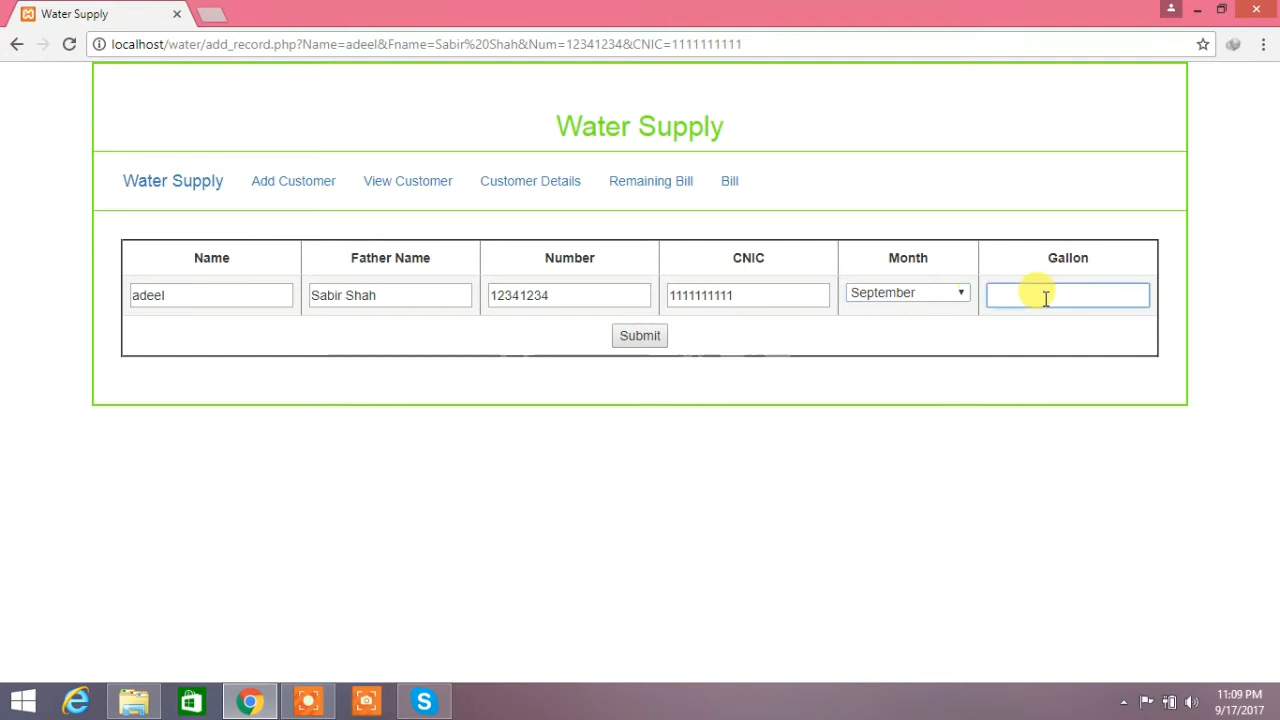 Water Supply
localhost/water/add_record.php?Name=adeel&Fname=Sabir%20Shah&Num=12341234&CNIC=1111111111
Water Supply
Water Supply Add Customer View Customer Customer Details Remaining Bill Bill
Name Father Name Number CNIC Month Gallon
adeel Sabir Shah 12341234 1111111111 September
Submit
11:09 PM
9/17/2017